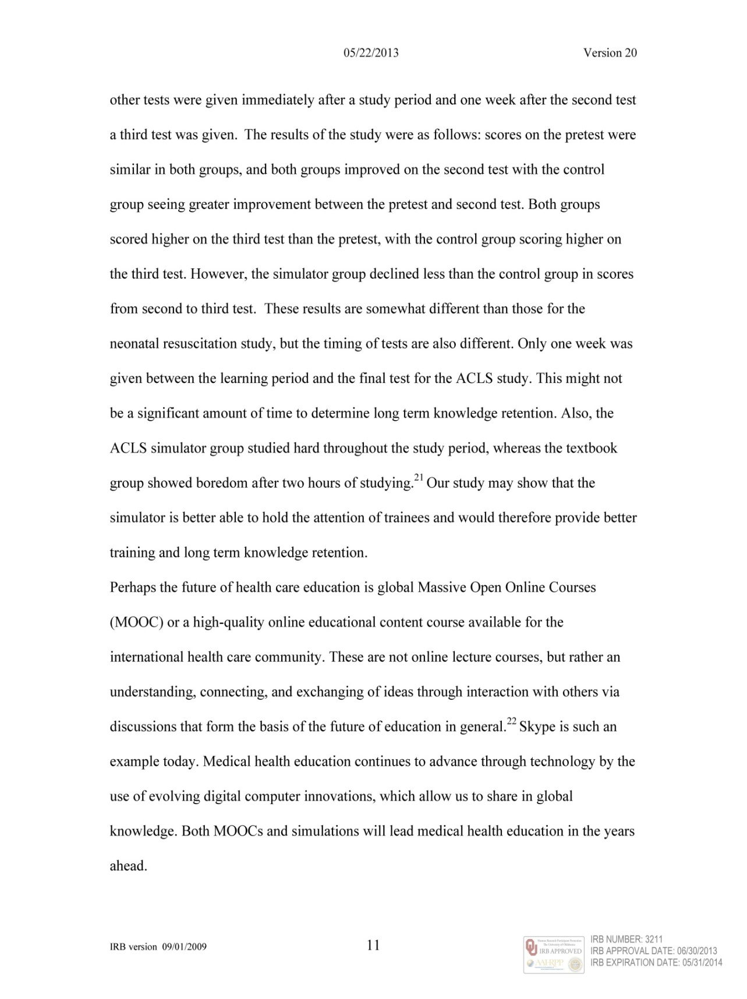 05/22/2013 Version 20
other tests were given immediately after a study period and one week after the second test
a third test was given.  The results of the study were as follows: scores on the pretest were
similar in both groups, and both groups improved on the second test with the control
group seeing greater improvement between the pretest and second test. Both groups
scored higher on the third test than the pretest, with the control group scoring higher on
the third test. However, the simulator group declined less than the control group in scores
from second to third test.  These results are somewhat different than those for the
neonatal resuscitation study, but the timing of tests are also different. Only one week was
given between the learning period and the final test for the ACLS study. This might not
be a significant amount of time to determine long term knowledge retention. Also, the
ACLS simulator group studied hard throughout the study period, whereas the textbook
group showed boredom after two hours of studying.21 Our study may show that the
simulator is better able to hold the attention of trainees and would therefore provide better
training and long term knowledge retention.
Perhaps the future of health care education is global Massive Open Online Courses
(MOOC) or a high-quality online educational content course available for the
international health care community. These are not online lecture courses, but rather an
understanding, connecting, and exchanging of ideas through interaction with others via
discussions that form the basis of the future of education in general.22 Skype is such an
example today. Medical health education continues to advance through technology by the
use of evolving digital computer innovations, which allow us to share in global
knowledge. Both MOOCs and simulations will lead medical health education in the years
ahead.
IRB version 09/01/2009
11
Human Research Participant Protection
The University of Oklahoma
IRB APPROVED
AAHRPP
IRB NUMBER: 3211
IRB APPROVAL DATE: 06/30/2013
IRB EXPIRATION DATE: 05/31/2014